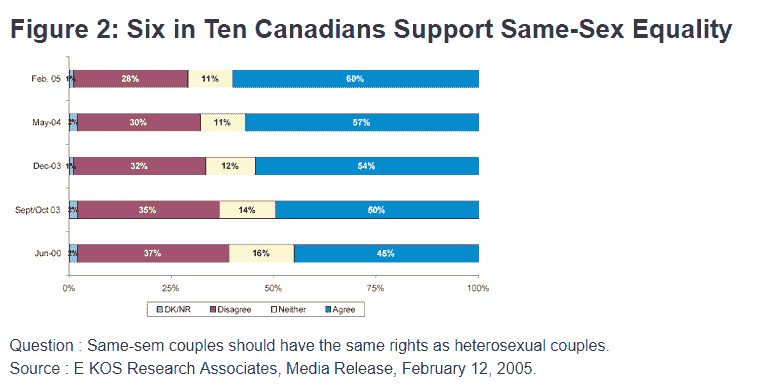 Figure 2: Six in Ten Canadians Support Same-Sex Equality
Feb. 05 1% 28% 11% 60%
May-04 2% 30% 11% 57%
Dec-03 1% 32% 12% 54%
Sept/Oct 03 2% 35% 14% 50%
Jun-00 2% 37% 16% 45%
0% 25% 50% 75% 100%
DK/NR Disagree Neither Agree
Question : Same-sem couples should have the same rights as heterosexual couples.
Source : E KOS Research Associates, Media Release, February 12, 2005.